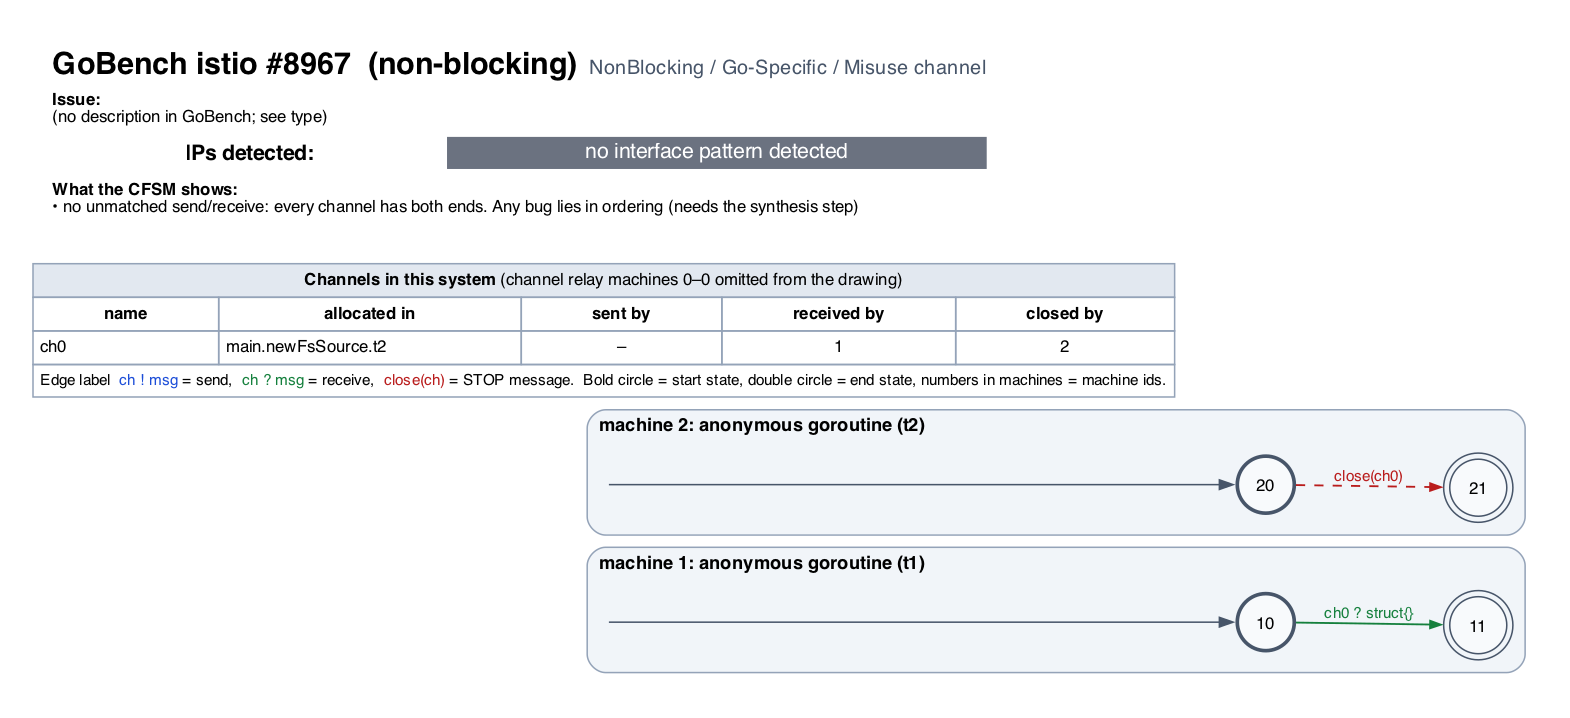 GoBench istio #8967 (non-blocking) NonBlocking / Go-Specific / Misuse channel
Issue:
(no description in GoBench; see type)
IPs detected: no interface pattern detected
What the CFSM shows:
• no unmatched send/receive: every channel has both ends. Any bug lies in ordering (needs the synthesis step)
Channels in this system (channel relay machines 0–0 omitted from the drawing)
name allocated in sent by received by closed by
ch0 main.newFsSource.t2 – 1 2
Edge label ch ! msg = send, ch ? msg = receive, close(ch) = STOP message. Bold circle = start state, double circle = end state, numbers in machines = machine ids.
machine 2: anonymous goroutine (t2)
20 close(ch0) 21
machine 1: anonymous goroutine (t1)
10 ch0 ? struct{} 11